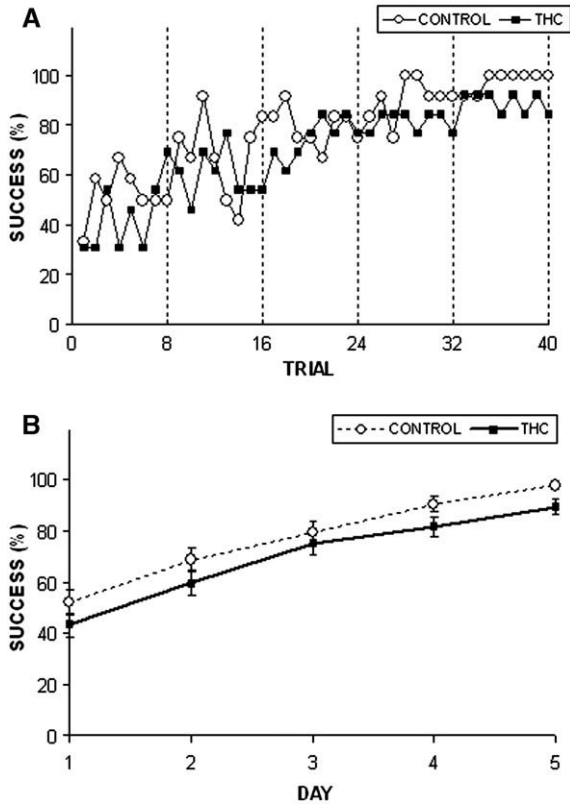 A
CONTROL THC
100
80
60
40
20
0
SUCCESS (%)
0 8 16 24 32 40
TRIAL
B
CONTROL THC
100
80
60
40
20
0
SUCCESS (%)
1 2 3 4 5
DAY